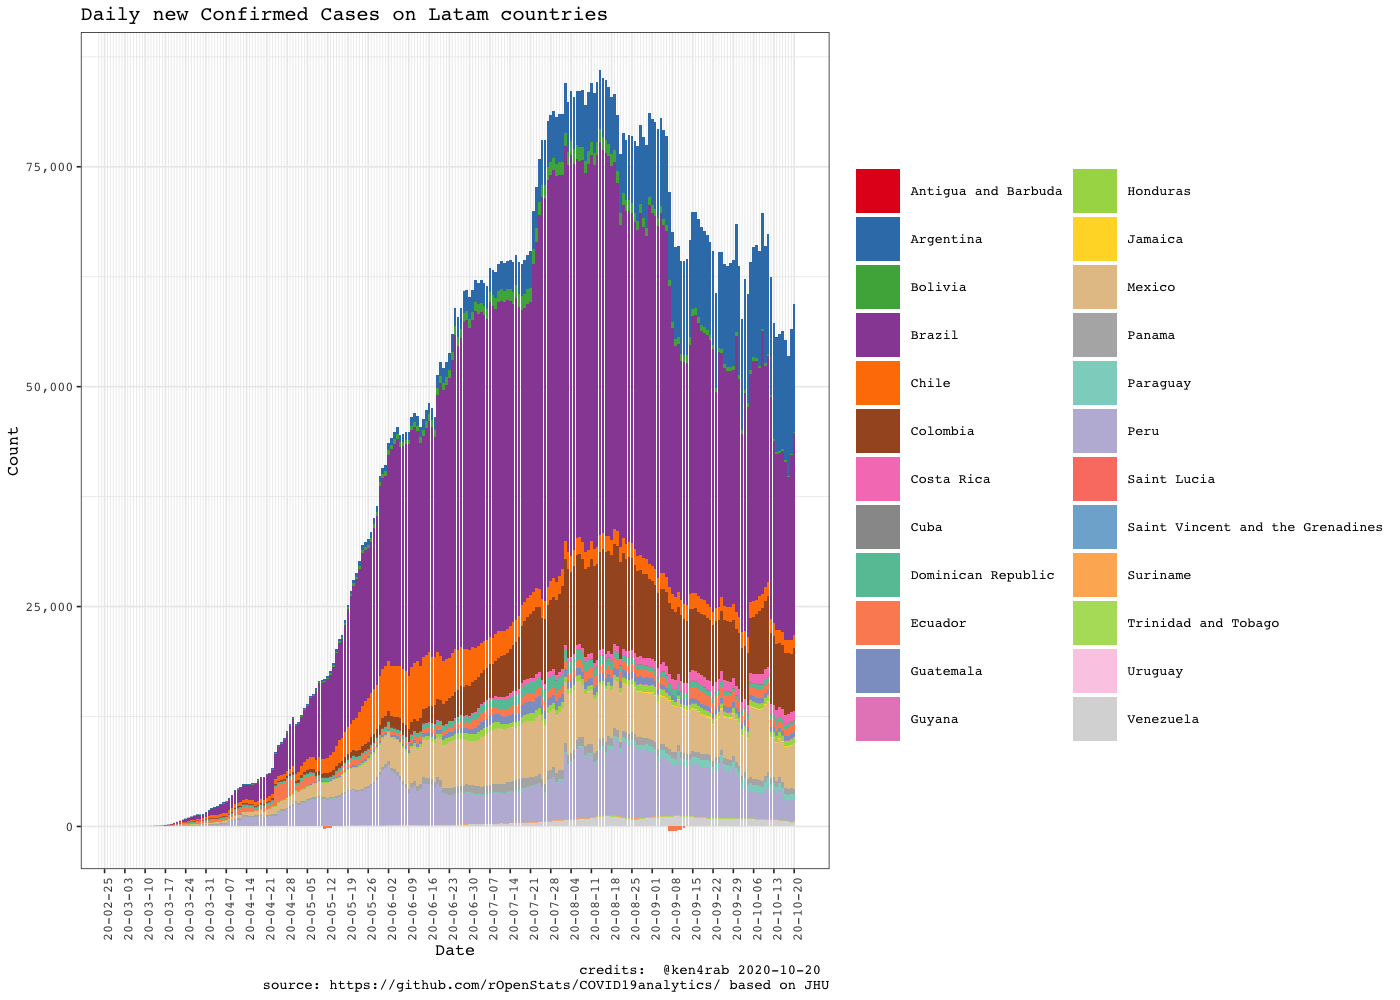 Daily new Confirmed Cases on Latam countries
Count
75,000
50,000
25,000
0
20-02-25
20-03-03
20-03-10
20-03-17
20-03-24
20-03-31
20-04-07
20-04-14
20-04-21
20-04-28
20-05-05
20-05-12
20-05-19
20-05-26
20-06-02
20-06-09
20-06-16
20-06-23
20-06-30
20-07-07
20-07-14
20-07-21
20-07-28
20-08-04
20-08-11
20-08-18
20-08-25
20-09-01
20-09-08
20-09-15
20-09-22
20-09-29
20-10-06
20-10-13
20-10-20
Date
Antigua and Barbuda
Argentina
Bolivia
Brazil
Chile
Colombia
Costa Rica
Cuba
Dominican Republic
Ecuador
Guatemala
Guyana
Honduras
Jamaica
Mexico
Panama
Paraguay
Peru
Saint Lucia
Saint Vincent and the Grenadines
Suriname
Trinidad and Tobago
Uruguay
Venezuela
credits:  @ken4rab 2020-10-20
source: https://github.com/rOpenStats/COVID19analytics/ based on JHU